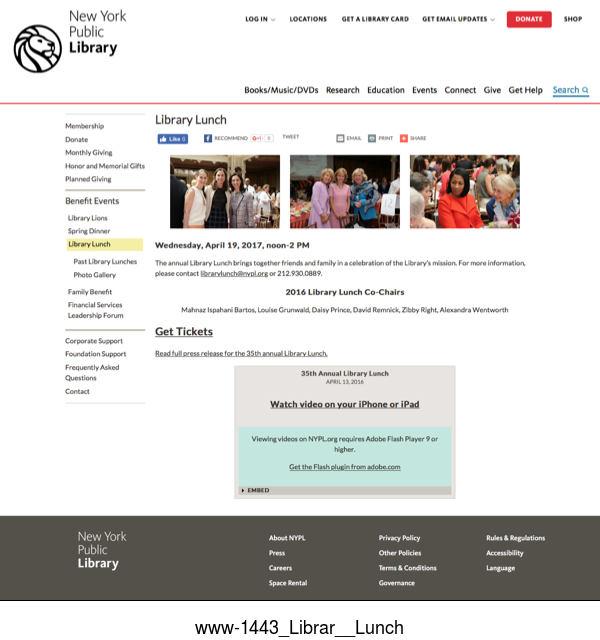 New York
Public
Library
LOG IN
LOCATIONS
GET A LIBRARY CARD
GET EMAIL UPDATES
DONATE
SHOP
Books/Music/DVDs Research Education Events Connect Give Get Help Search
Membership
Donate
Monthly Giving
Honor and Memorial Gifts
Planned Giving
Benefit Events
Library Lions
Spring Dinner
Library Lunch
Past Library Lunches
Photo Gallery
Family Benefit
Financial Services
Leadership Forum
Corporate Support
Foundation Support
Frequently Asked
Questions
Contact
Library Lunch
Like 0
RECOMMEND
G+1 0
TWEET
EMAIL
PRINT
SHARE
Wednesday, April 19, 2017, noon-2 PM
The annual Library Lunch brings together friends and family in a celebration of the Library's mission. For more information,
please contact librarylunch@nypl.org or 212.930.0889.
2016 Library Lunch Co-Chairs
Mahnaz Ispahani Bartos, Louise Grunwald, Daisy Prince, David Remnick, Zibby Right, Alexandra Wentworth
Get Tickets
Read full press release for the 35th annual Library Lunch.
35th Annual Library Lunch
APRIL 13, 2016
Watch video on your iPhone or iPad
Viewing videos on NYPL.org requires Adobe Flash Player 9 or
higher.
Get the Flash plugin from adobe.com
EMBED
New York
Public
Library
About NYPL
Press
Careers
Space Rental
Privacy Policy
Other Policies
Terms & Conditions
Governance
Rules & Regulations
Accessibility
Language
www-1443_Librar__Lunch